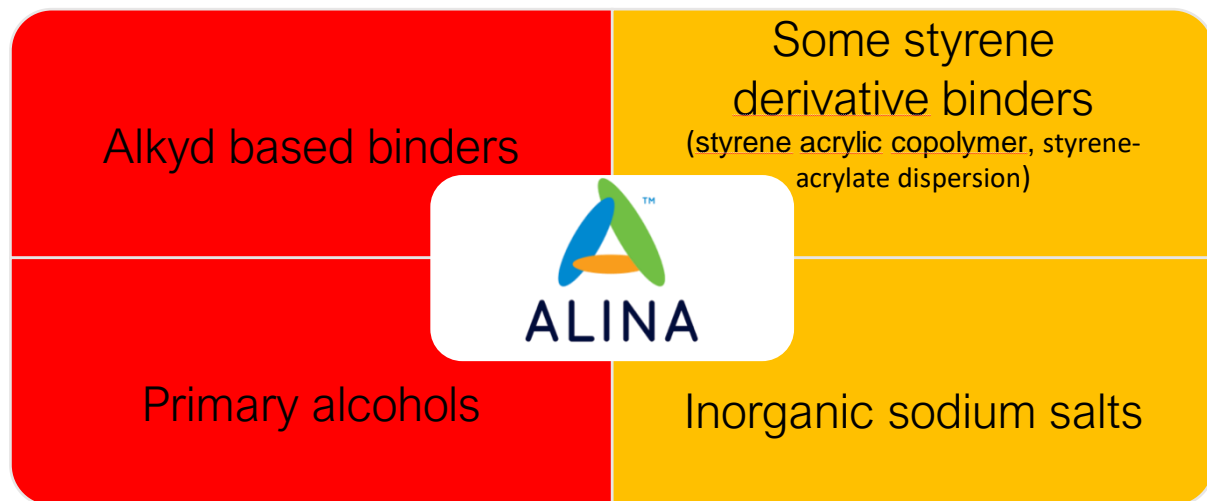 Alkyd based binders
Some styrene
derivative binders
(styrene acrylic copolymer, styrene-
acrylate dispersion)
™
ALINA
Primary alcohols
Inorganic sodium salts